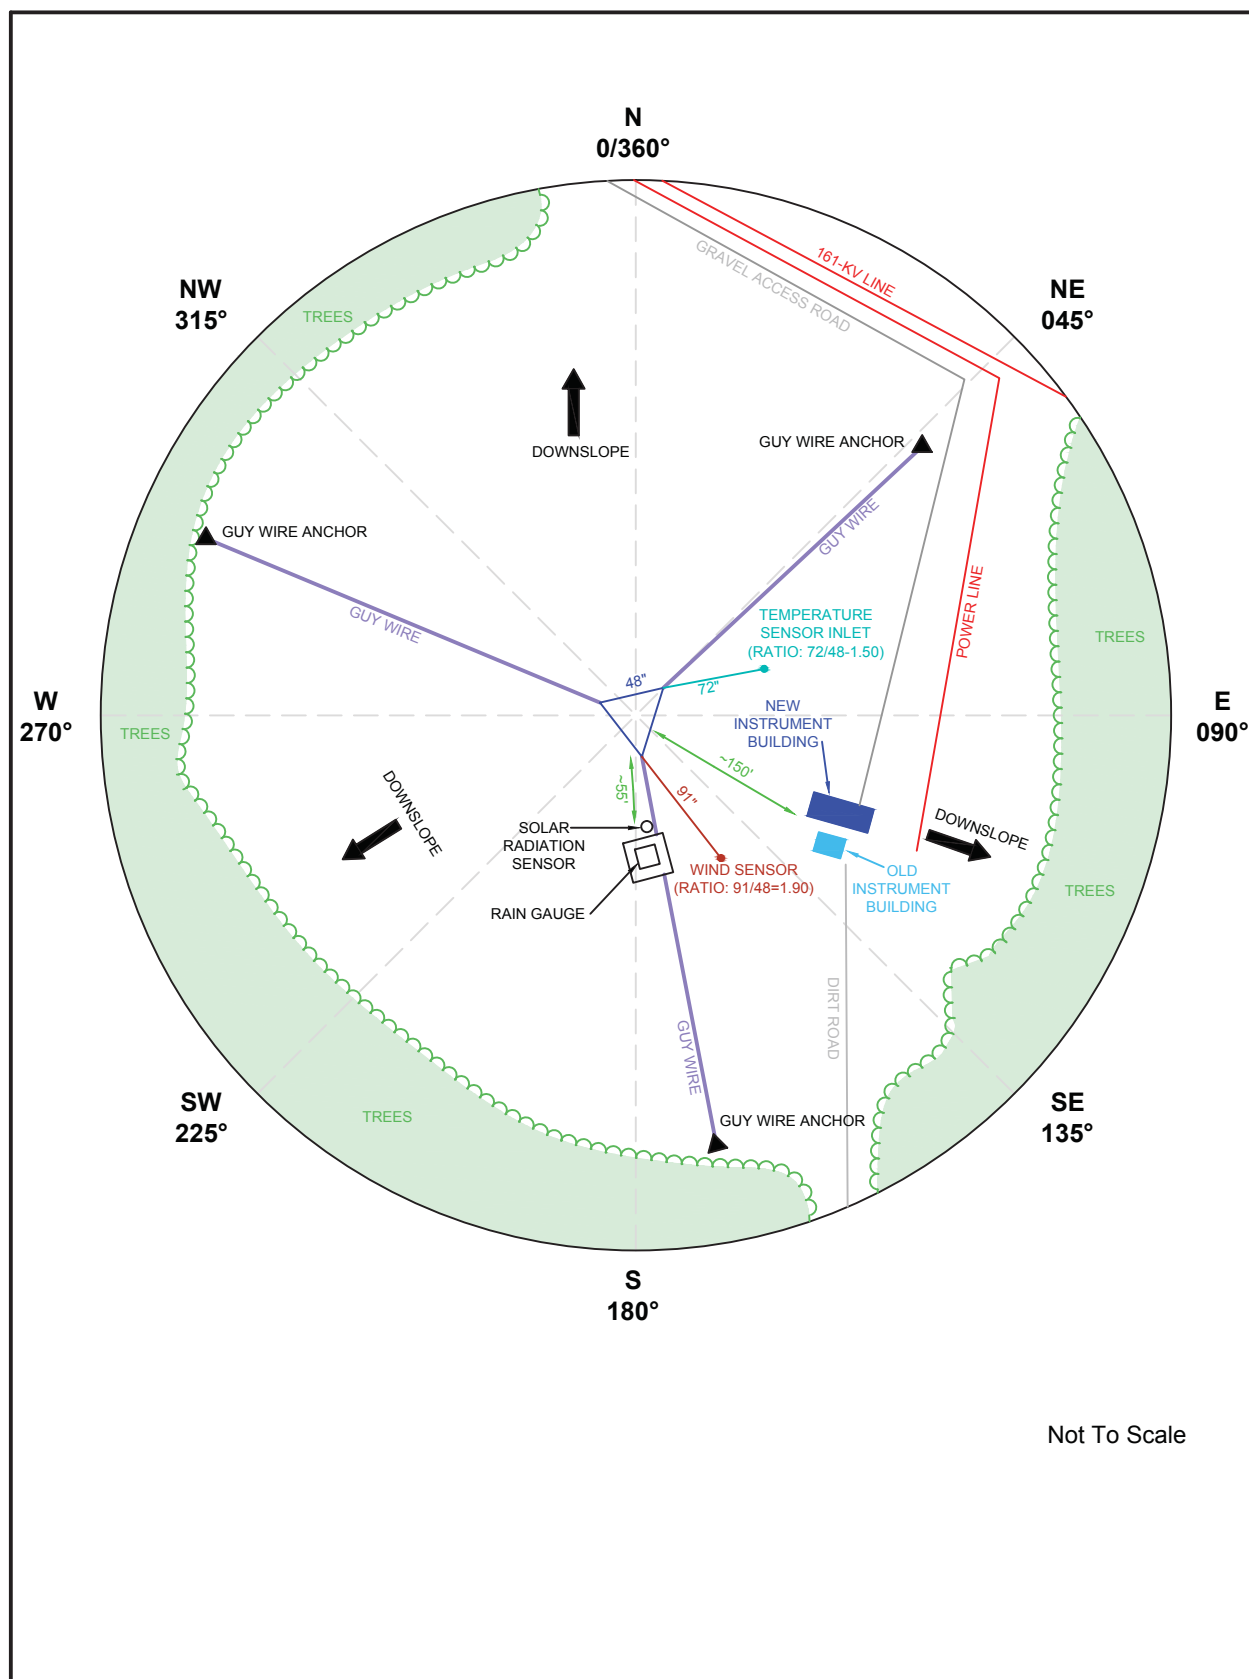 N
0/360°
161-KV LINE
GRAVEL ACCESS ROAD
NW
315°
NE
045°
TREES
DOWNSLOPE
GUY WIRE ANCHOR
GUY WIRE
GUY WIRE ANCHOR
GUY WIRE
POWER LINE
TEMPERATURE
SENSOR INLET
(RATIO: 72/48-1.50)
TREES
48"
72"
W
270°
TREES
NEW
INSTRUMENT
BUILDING
E
090°
~150'
~55'
91"
DOWNSLOPE
SOLAR
RADIATION
SENSOR
DOWNSLOPE
WIND SENSOR
(RATIO: 91/48=1.90)
OLD
INSTRUMENT
BUILDING
TREES
RAIN GAUGE
DIRT ROAD
GUY WIRE
SW
225°
TREES
GUY WIRE ANCHOR
SE
135°
S
180°
Not To Scale